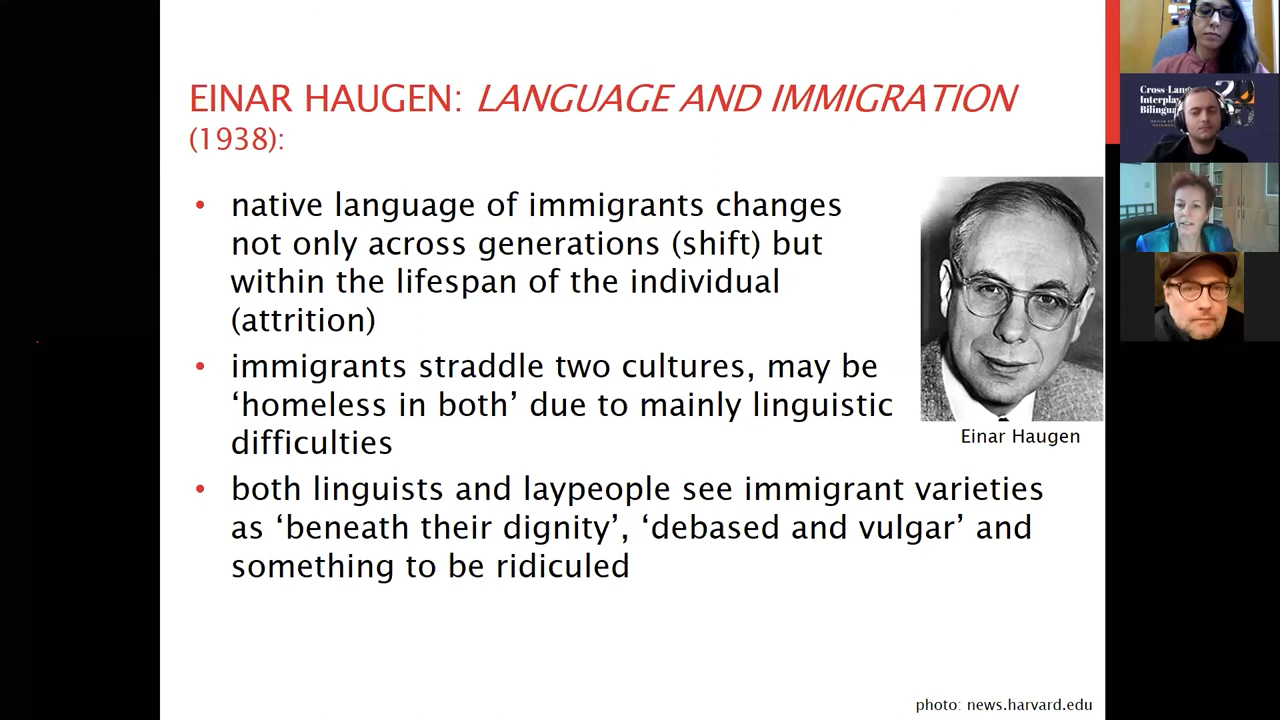 EINAR HAUGEN: LANGUAGE AND IMMIGRATION
(1938):
• native language of immigrants changes
not only across generations (shift) but
within the lifespan of the individual
(attrition)
• immigrants straddle two cultures, may be
‘homeless in both’ due to mainly linguistic
difficulties
• both linguists and laypeople see immigrant varieties
as ‘beneath their dignity’, ‘debased and vulgar’ and
something to be ridiculed
Einar Haugen
photo: news.harvard.edu
Cross